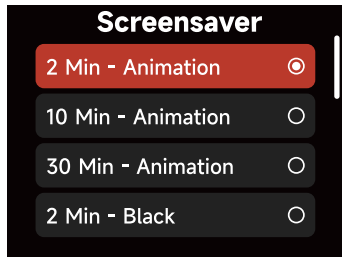 Screensaver
2 Min - Animation
10 Min - Animation
30 Min - Animation
2 Min - Black